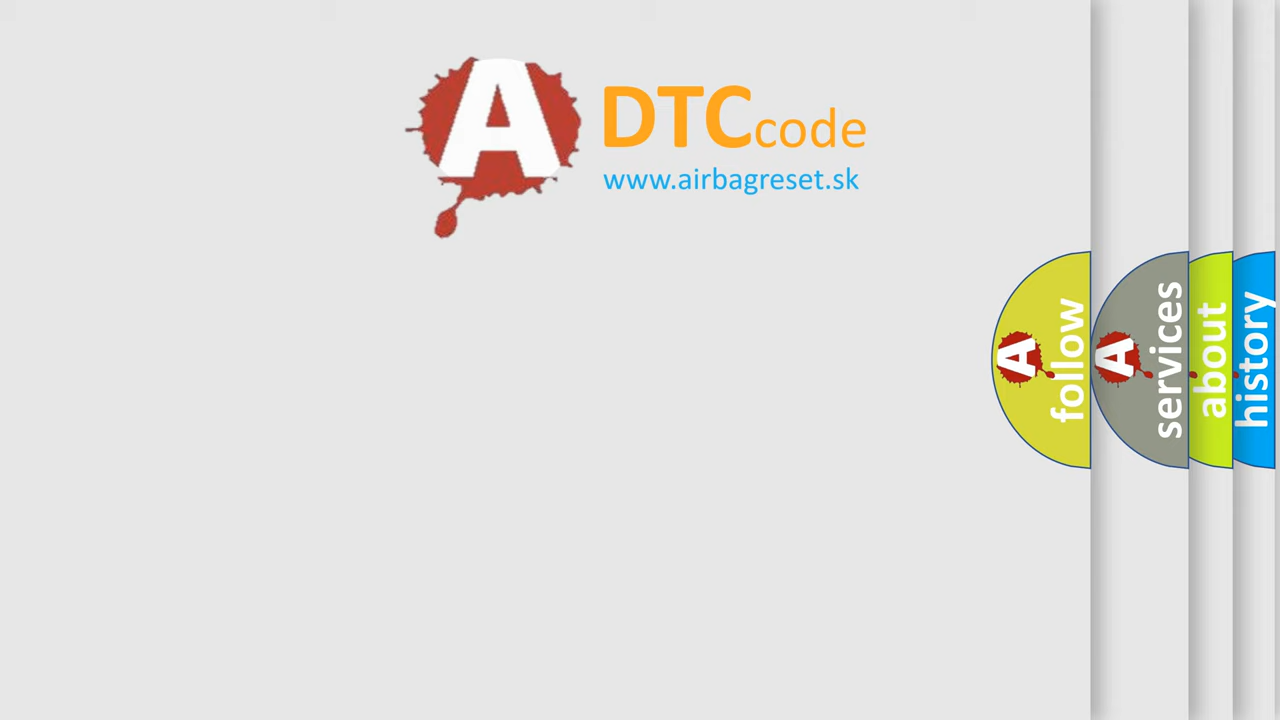 A DTCcode
www.airbagreset.sk
A follow
A services
about
history